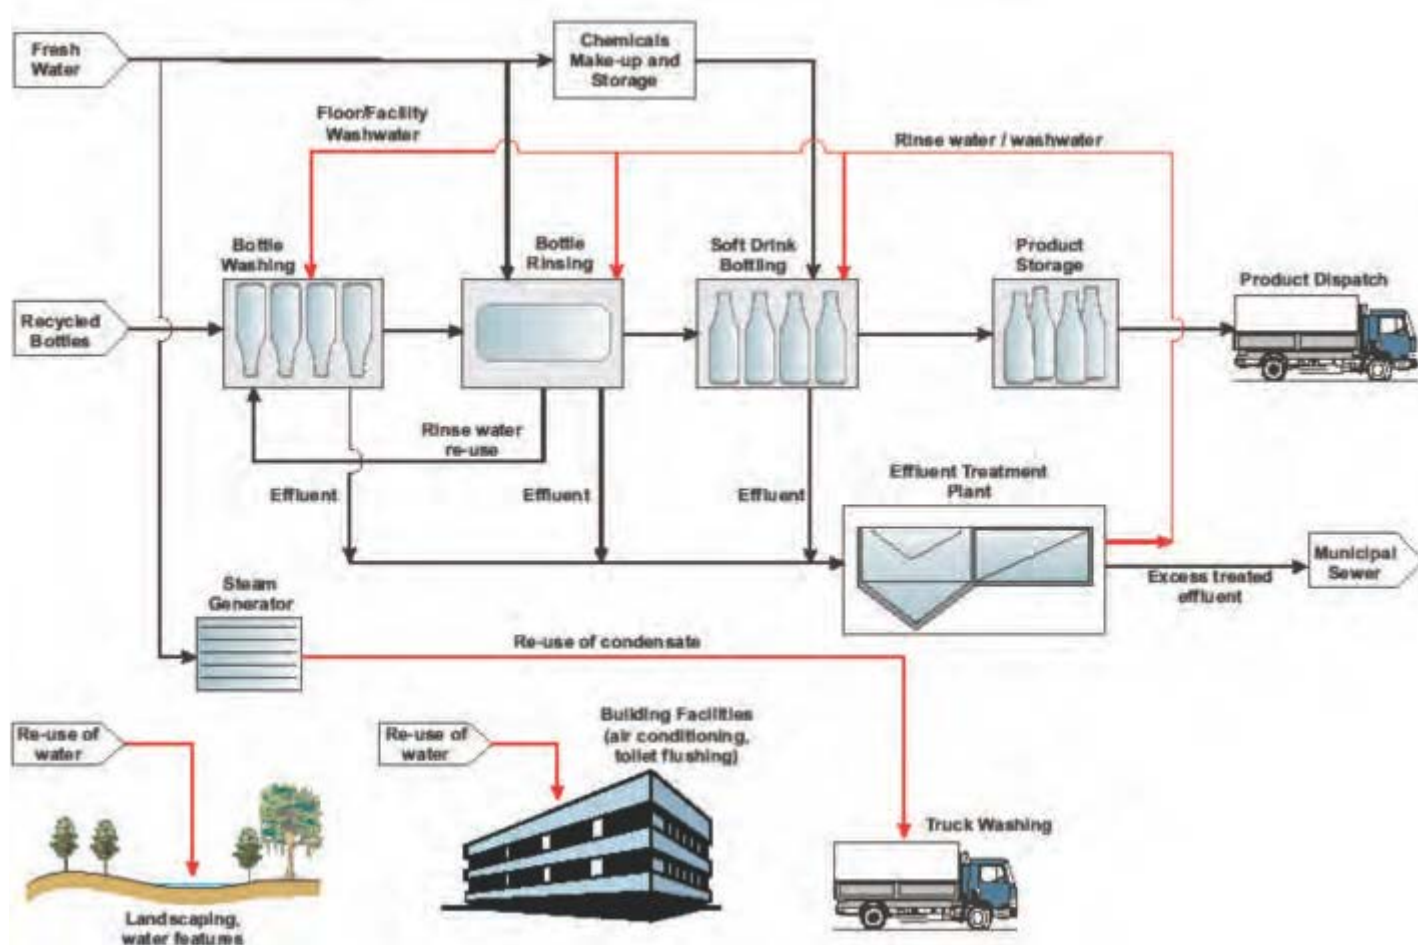 Fresh
Water
Chemicals
Make-up and
Storage
Floor/Facility
Washwater
Rinse water / washwater
Bottle
Washing
Bottle
Rinsing
Soft Drink
Bottling
Product
Storage
Product Dispatch
Recycled
Bottles
Rinse water
re-use
Effluent
Effluent
Effluent
Effluent Treatment
Plant
Municipal
Sewer
Excess treated
effluent
Steam
Generator
Re-use of condensate
Re-use of
water
Re-use of
water
Building Facilities
(air conditioning,
toilet flushing)
Truck Washing
Landscaping,
water features